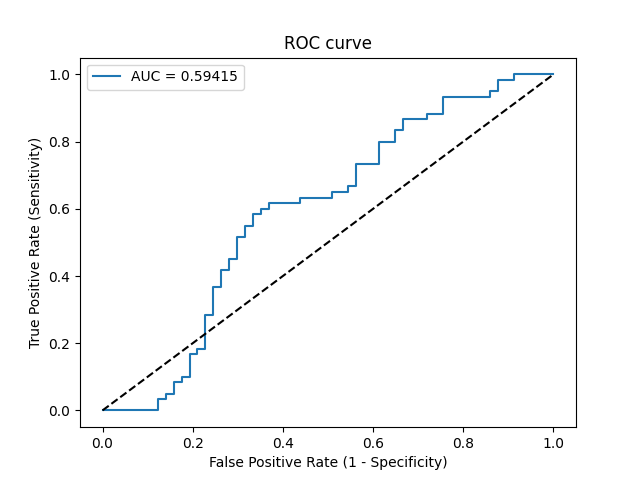 ROC curve
AUC = 0.59415
1.0
0.8
0.6
0.4
0.2
0.0
True Positive Rate (Sensitivity)
0.0 0.2 0.4 0.6 0.8 1.0
False Positive Rate (1 - Specificity)